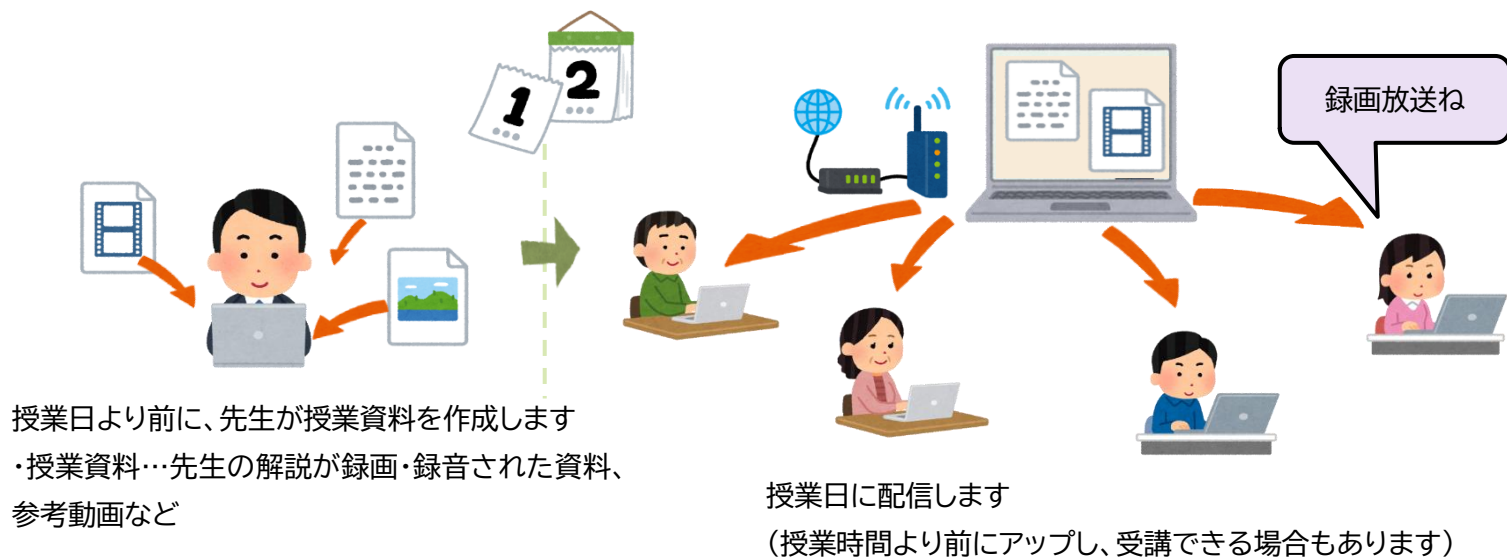 1
2
録画放送ね
授業日より前に、先生が授業資料を作成します
・授業資料…先生の解説が録画・録音された資料、
参考動画など
授業日に配信します
（授業時間より前にアップし、受講できる場合もあります）